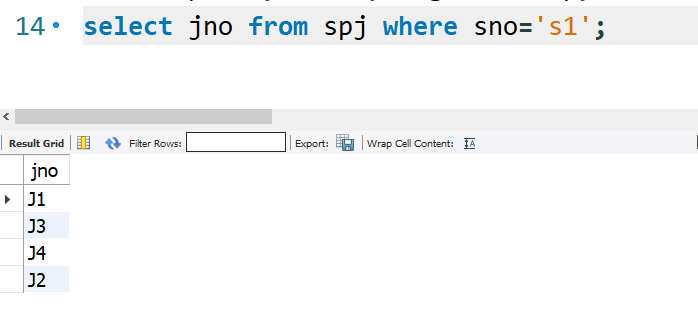 14 select jno from spj where sno='s1';
Result Grid Filter Rows: Export: Wrap Cell Content:
jno
J1
J3
J4
J2